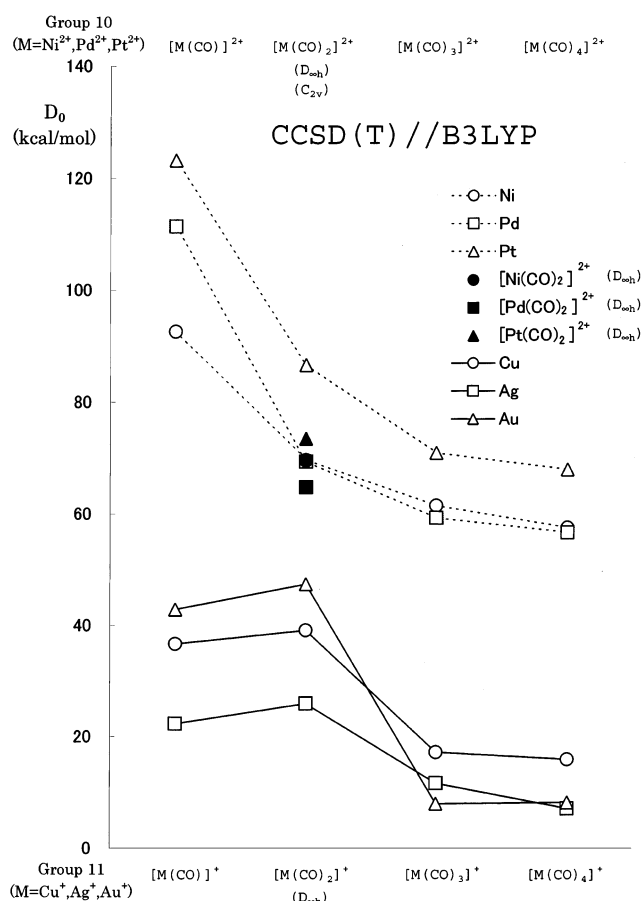 Group 10
(M=Ni²⁺,Pd²⁺,Pt²⁺) [M(CO)]²⁺ [M(CO)₂]²⁺ [M(CO)₃]²⁺ [M(CO)₄]²⁺
(D∞h)
(C₂ᵥ)
140
D₀
(kcal/mol)
CCSD(T)//B3LYP
120
Ni
Pd
Pt
[Ni(CO)₂]²⁺ (D∞h)
[Pd(CO)₂]²⁺ (D∞h)
[Pt(CO)₂]²⁺ (D∞h)
Cu
Ag
Au
100
80
60
40
20
0
Group 11
(M=Cu⁺,Ag⁺,Au⁺) [M(CO)]⁺ [M(CO)₂]⁺ [M(CO)₃]⁺ [M(CO)₄]⁺
(D∞h)